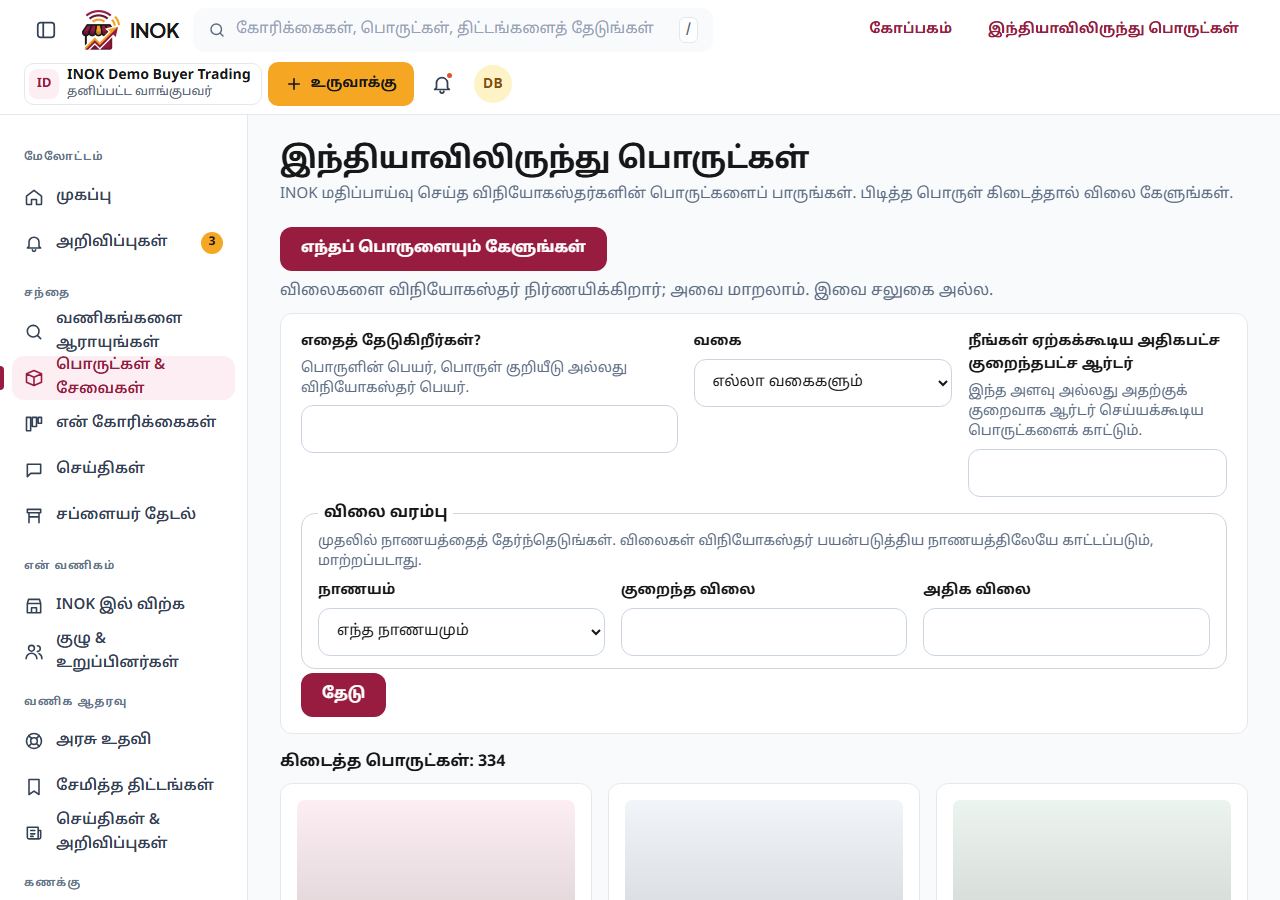 INOK
கோரிக்கைகள், பொருட்கள், திட்டங்களைத் தேடுங்கள்
/
கோப்பகம்
இந்தியாவிலிருந்து பொருட்கள்
ID
INOK Demo Buyer Trading
தனிப்பட்ட வாங்குபவர்
+ உருவாக்கு
DB
மேலோட்டம்
முகப்பு
அறிவிப்புகள்
3
சந்தை
வணிகங்களை
ஆராயுங்கள்
பொருட்கள் &
சேவைகள்
என் கோரிக்கைகள்
செய்திகள்
சப்ளையர் தேடல்
என் வணிகம்
INOK இல் விற்க
குழு &
உறுப்பினர்கள்
வணிக ஆதரவு
அரசு உதவி
சேமித்த திட்டங்கள்
செய்திகள் &
அறிவிப்புகள்
கணக்கு
இந்தியாவிலிருந்து பொருட்கள்
INOK மதிப்பாய்வு செய்த விநியோகஸ்தர்களின் பொருட்களைப் பாருங்கள். பிடித்த பொருள் கிடைத்தால் விலை கேளுங்கள்.
எந்தப் பொருளையும் கேளுங்கள்
விலைகளை விநியோகஸ்தர் நிர்ணயிக்கிறார்; அவை மாறலாம். இவை சலுகை அல்ல.
எதைத் தேடுகிறீர்கள்?
பொருளின் பெயர், பொருள் குறியீடு அல்லது
விநியோகஸ்தர் பெயர்.
வகை
எல்லா வகைகளும்
நீங்கள் ஏற்கக்கூடிய அதிகபட்ச
குறைந்தபட்ச ஆர்டர்
இந்த அளவு அல்லது அதற்குக்
குறைவாக ஆர்டர் செய்யக்கூடிய
பொருட்களைக் காட்டும்.
விலை வரம்பு
முதலில் நாணயத்தைத் தேர்ந்தெடுங்கள். விலைகள் விநியோகஸ்தர் பயன்படுத்திய நாணயத்திலேயே காட்டப்படும்,
மாற்றப்படாது.
நாணயம்
எந்த நாணயமும்
குறைந்த விலை
அதிக விலை
தேடு
கிடைத்த பொருட்கள்: 334